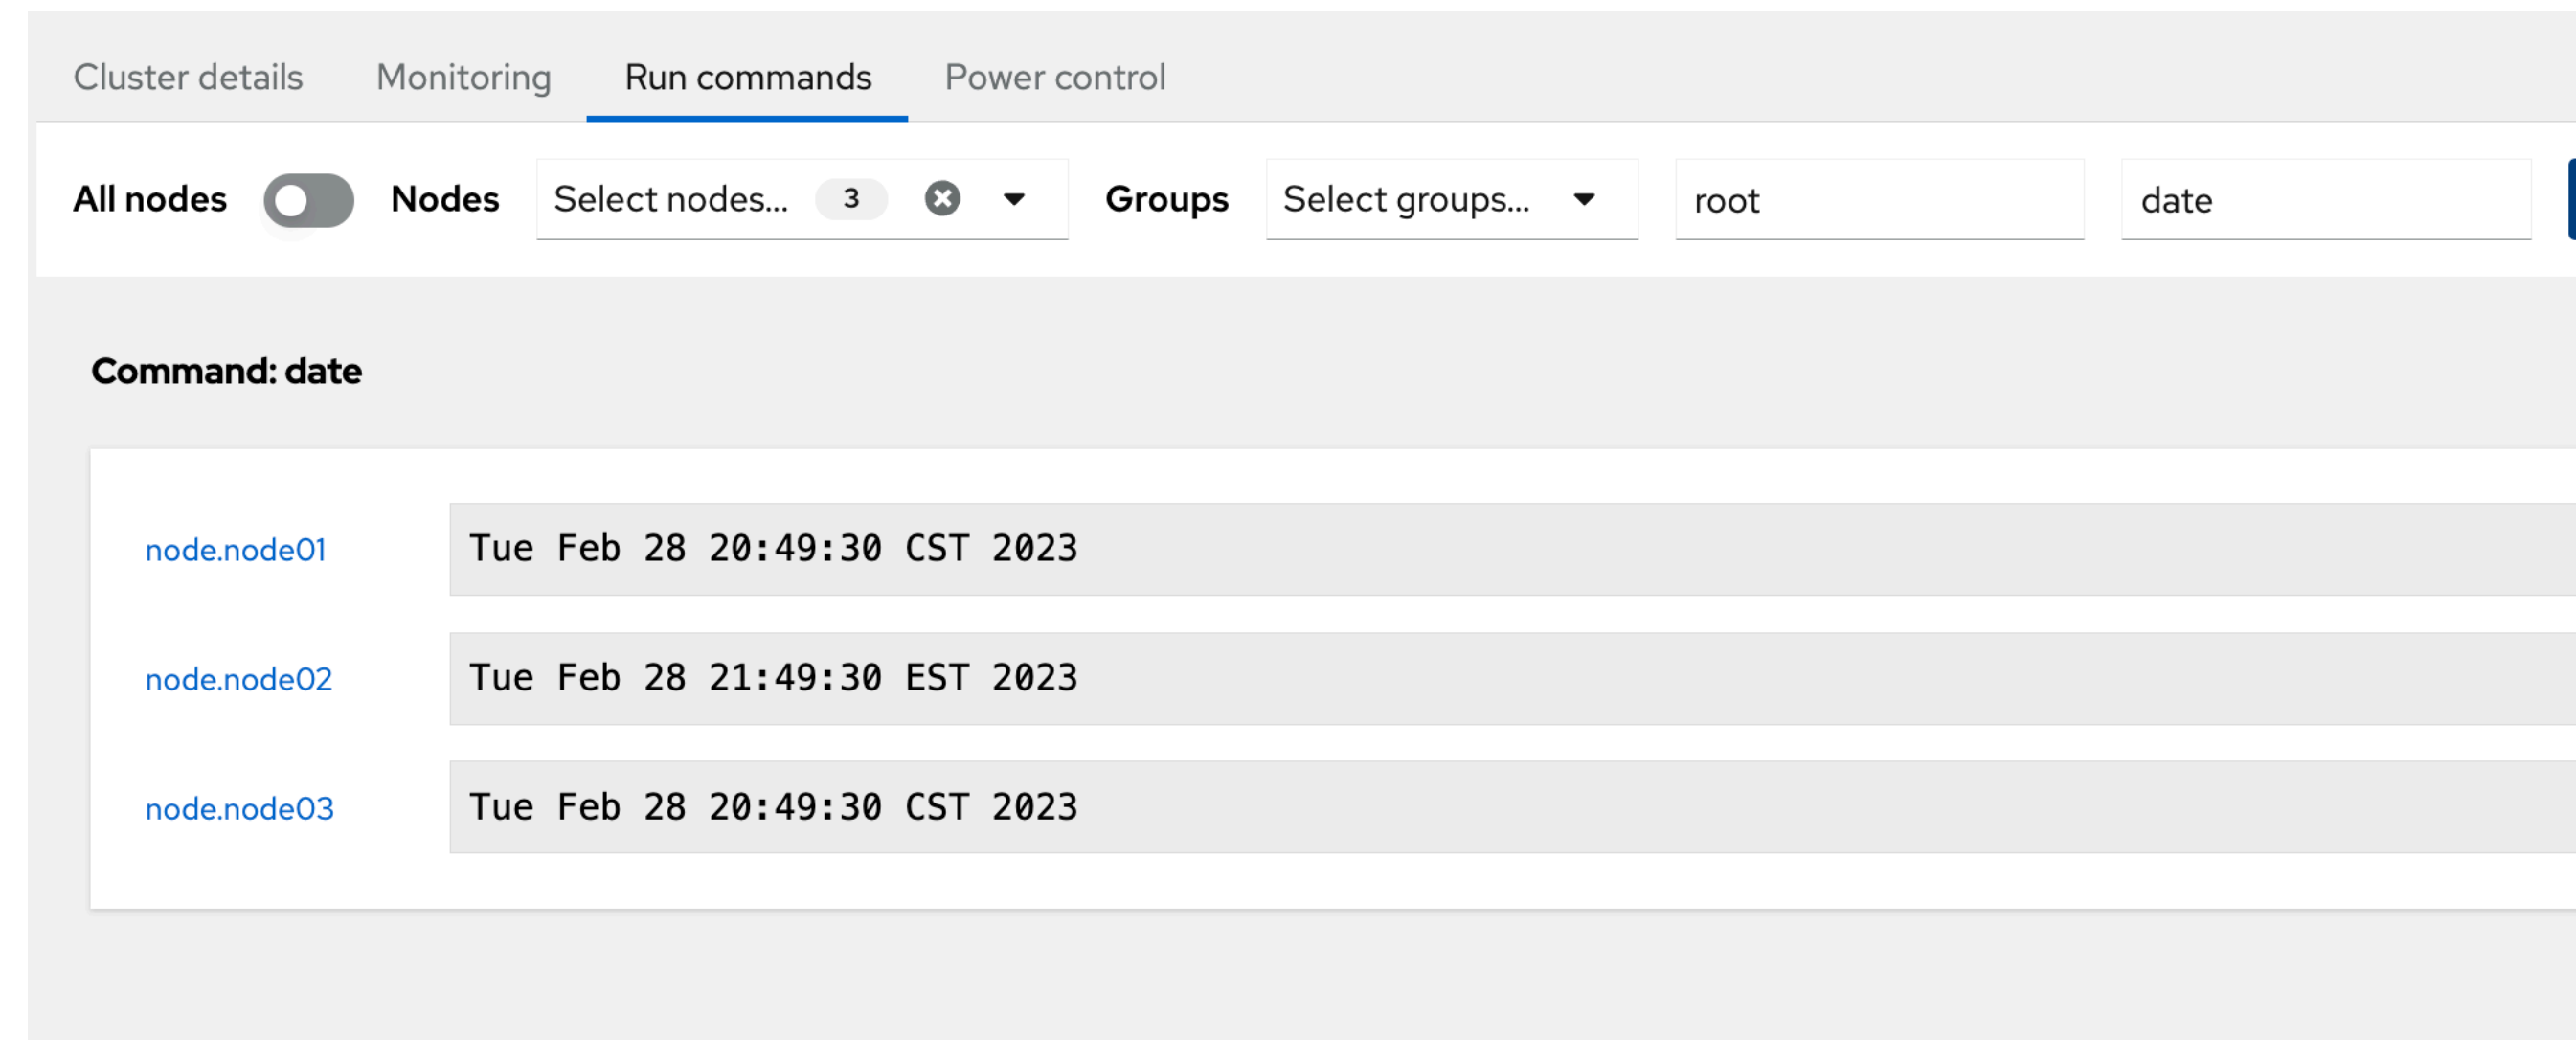 Cluster details Monitoring Run commands Power control
All nodes Nodes Select nodes... 3 Groups Select groups... root date
Command: date
node.node01 Tue Feb 28 20:49:30 CST 2023
node.node02 Tue Feb 28 21:49:30 EST 2023
node.node03 Tue Feb 28 20:49:30 CST 2023